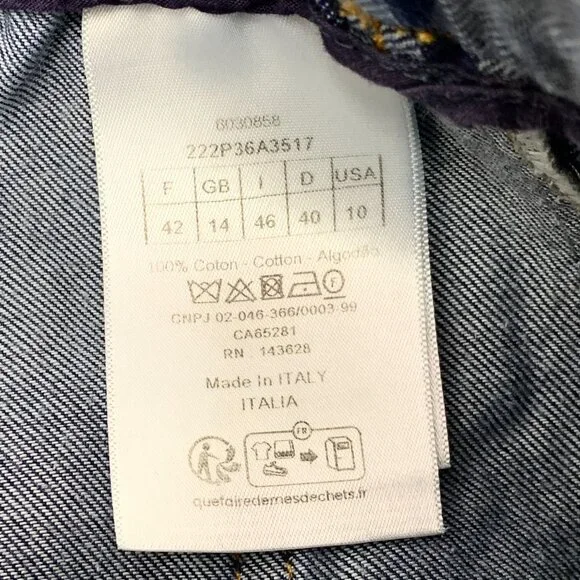 6030858
222P36A3517
F GB I D USA
42 14 46 40 10
100% Coton - Cotton - Algodão
F
CNPJ 02-046-366/0003-99
CA65281
RN 143628
Made In ITALY
ITALIA
FR
quefairedemesdechets.fr